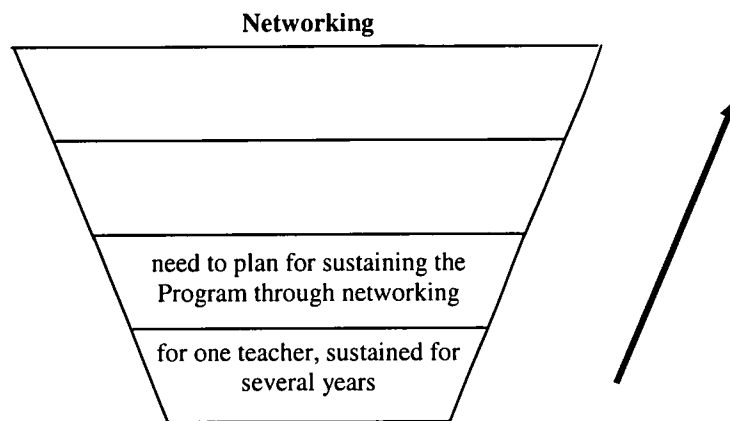 Networking
need to plan for sustaining the
Program through networking
for one teacher, sustained for
several years